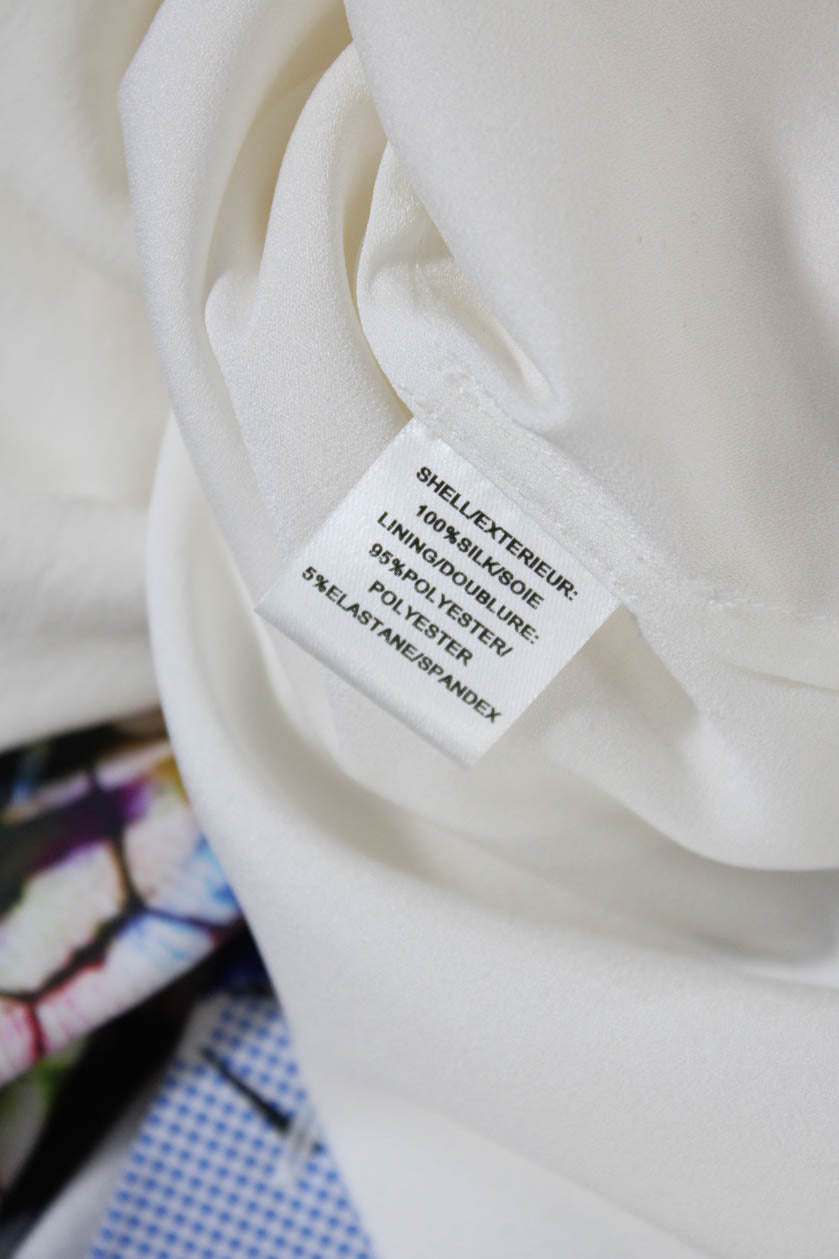 SHELL/EXTERIEUR:
100%SILK/SOIE
LINING/DOUBLURE:
95%POLYESTER/
POLYESTER
5%ELASTANE/SPANDEX